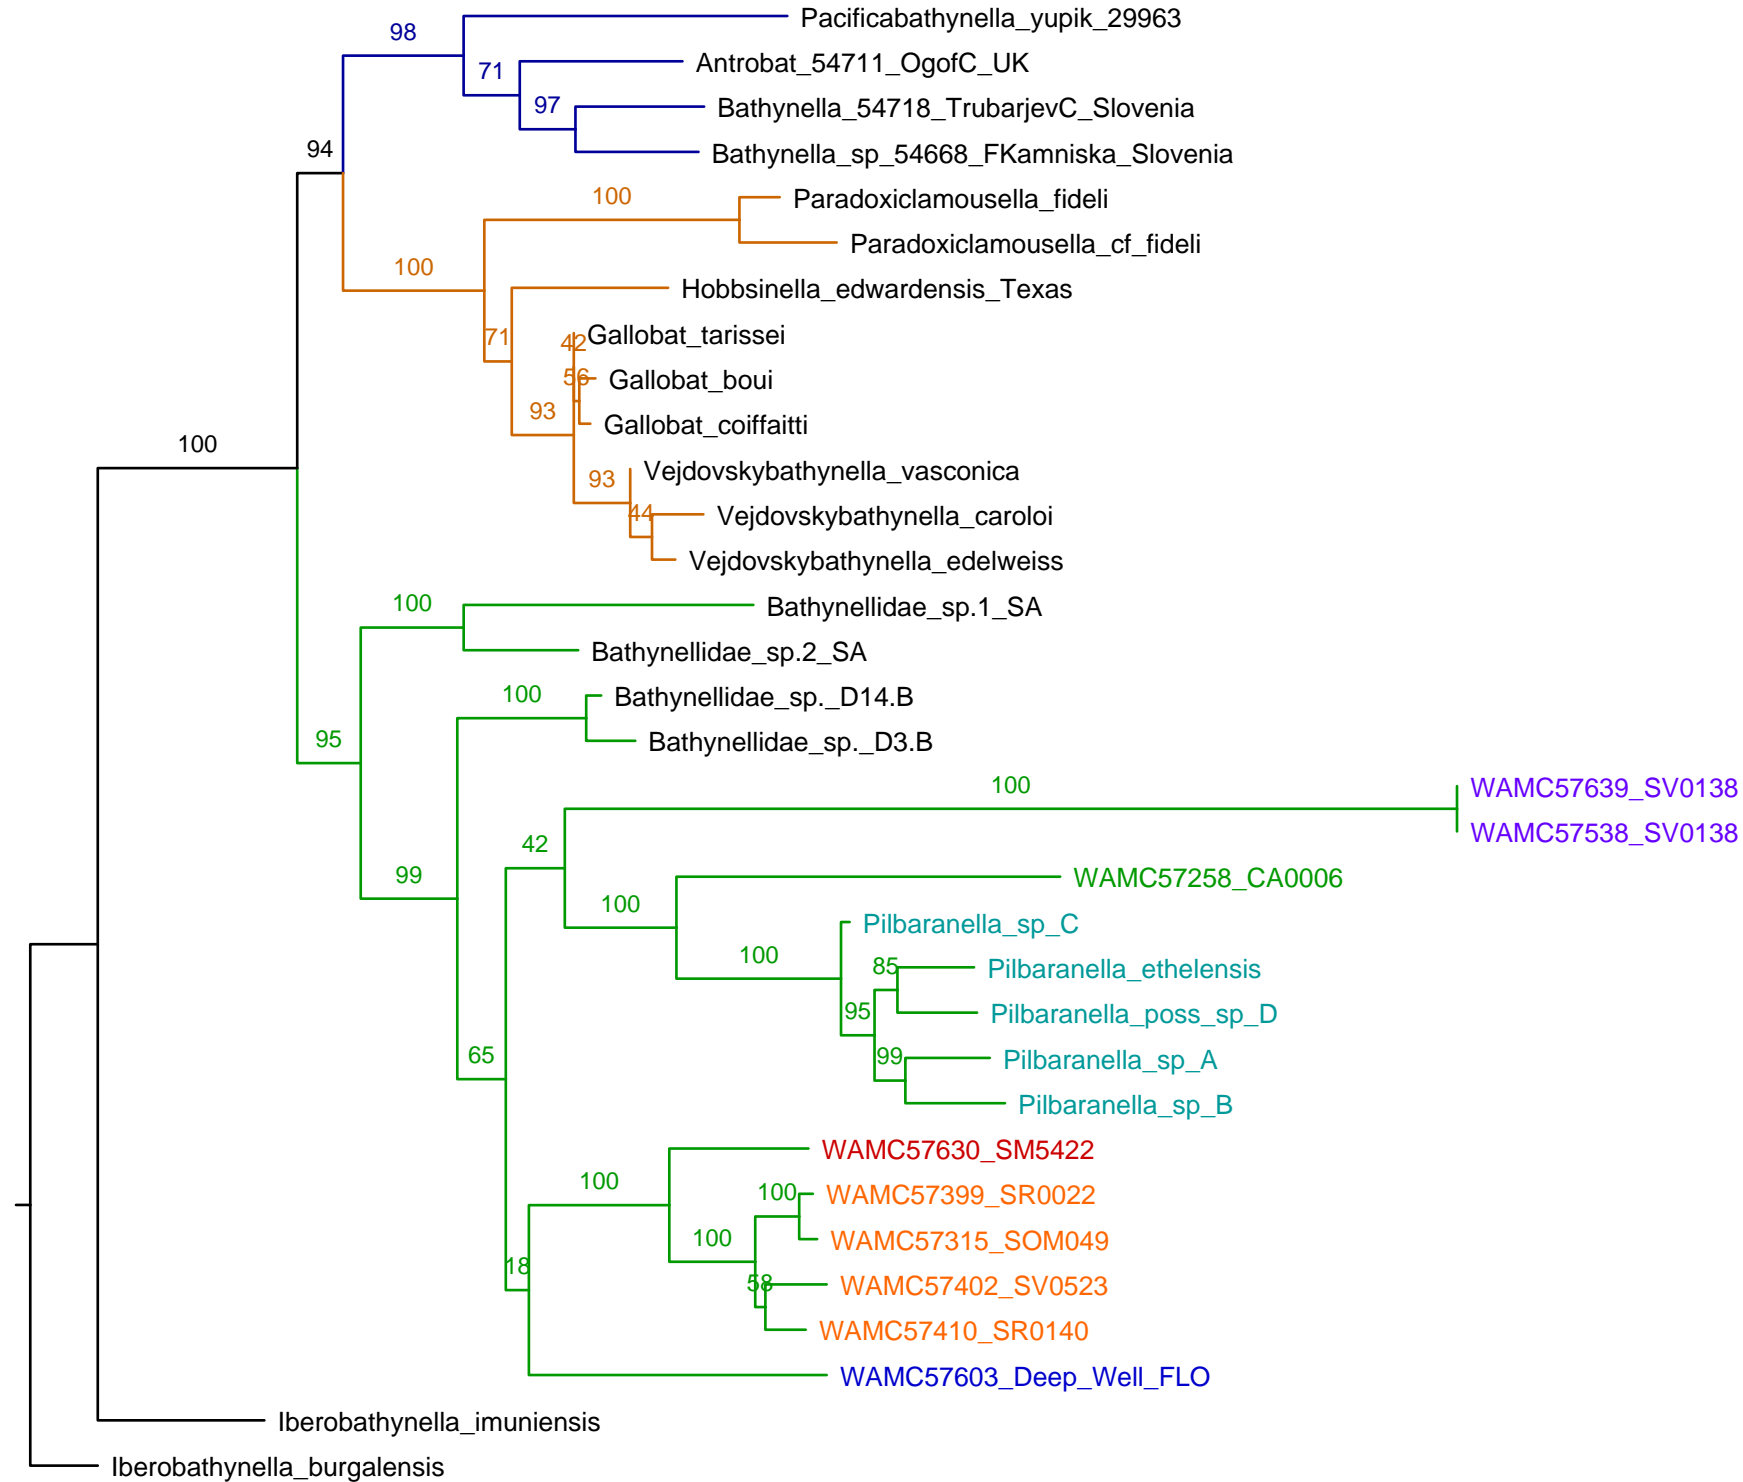 Pacificabathynella_yupik_29963
98
Antrobat_54711_OgofC_UK
71
Bathynella_54718_TrubarjevC_Slovenia
97
94
Bathynella_sp_54668_FKamniska_Slovenia
100
Paradoxiclamousella_fideli
Paradoxiclamousella_cf_fideli
100
Hobbsinella_edwardensis_Texas
71
42
Gallobat_tarissei
56
Gallobat_boui
93
Gallobat_coiffaitti
100
93
Vejdovskybathynella_vasconica
44
Vejdovskybathynella_caroloi
Vejdovskybathynella_edelweiss
100
Bathynellidae_sp.1_SA
Bathynellidae_sp.2_SA
100
Bathynellidae_sp._D14.B
95
Bathynellidae_sp._D3.B
100
WAMC57639_SV0138
WAMC57538_SV0138
42
99
WAMC57258_CA0006
100
Pilbaranella_sp_C
100
85
Pilbaranella_ethelensis
95
Pilbaranella_poss_sp_D
65
99
Pilbaranella_sp_A
Pilbaranella_sp_B
WAMC57630_SM5422
100
100
WAMC57399_SR0022
100
WAMC57315_SOM049
18
58
WAMC57402_SV0523
WAMC57410_SR0140
WAMC57603_Deep_Well_FLO
Iberobathynella_imuniensis
Iberobathynella_burgalensis